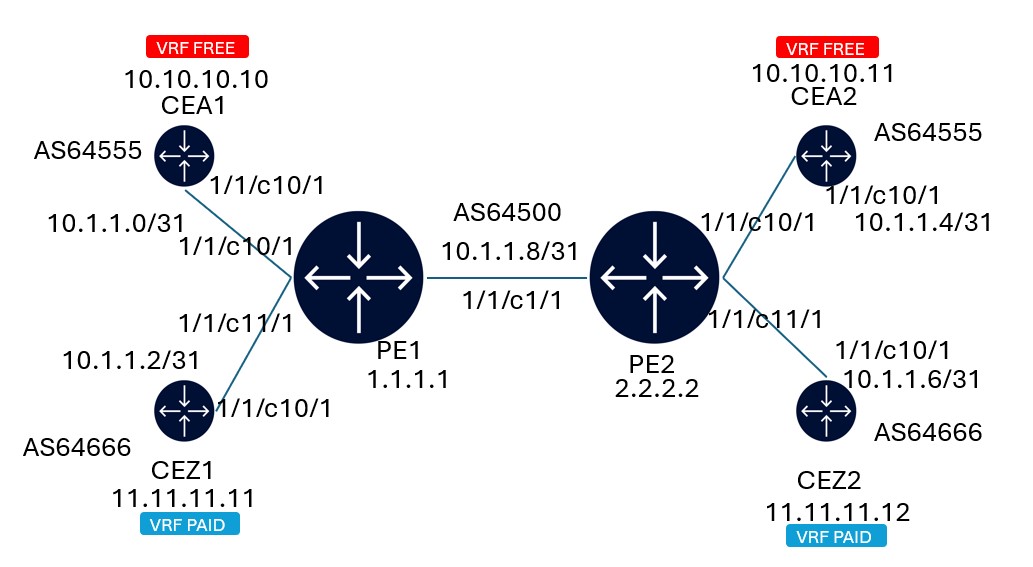 VRF FREE
10.10.10.10
CEA1
AS64555
1/1/c10/1
10.1.1.0/31
1/1/c10/1
1/1/c11/1
10.1.1.2/31
1/1/c10/1
AS64666
CEZ1
11.11.11.11
VRF PAID
AS64500
10.1.1.8/31
1/1/c1/1
PE1
1.1.1.1
PE2
2.2.2.2
VRF FREE
10.10.10.11
CEA2
AS64555
1/1/c10/1
1/1/c10/1
10.1.1.4/31
1/1/c11/1
1/1/c10/1
10.1.1.6/31
AS64666
CEZ2
11.11.11.12
VRF PAID